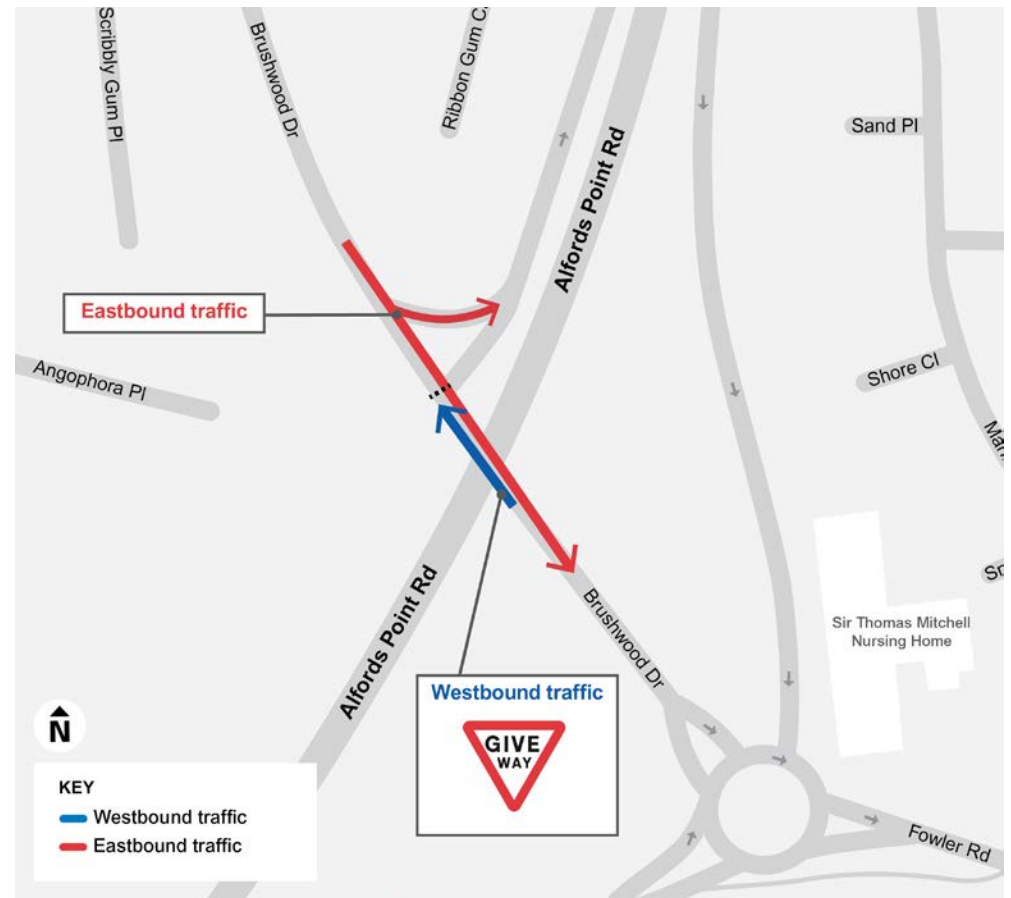 Scribbly Gum Pl
Brushwood Dr
Ribbon Gum C
Alfords Point Rd
Sand Pl
Eastbound traffic
Angophora Pl
Shore Cl
Alfords Point Rd
Brushwood Dr
Sir Thomas Mitchell
Nursing Home
Westbound traffic
GIVE
WAY
N
KEY
Westbound traffic
Eastbound traffic
Fowler Rd